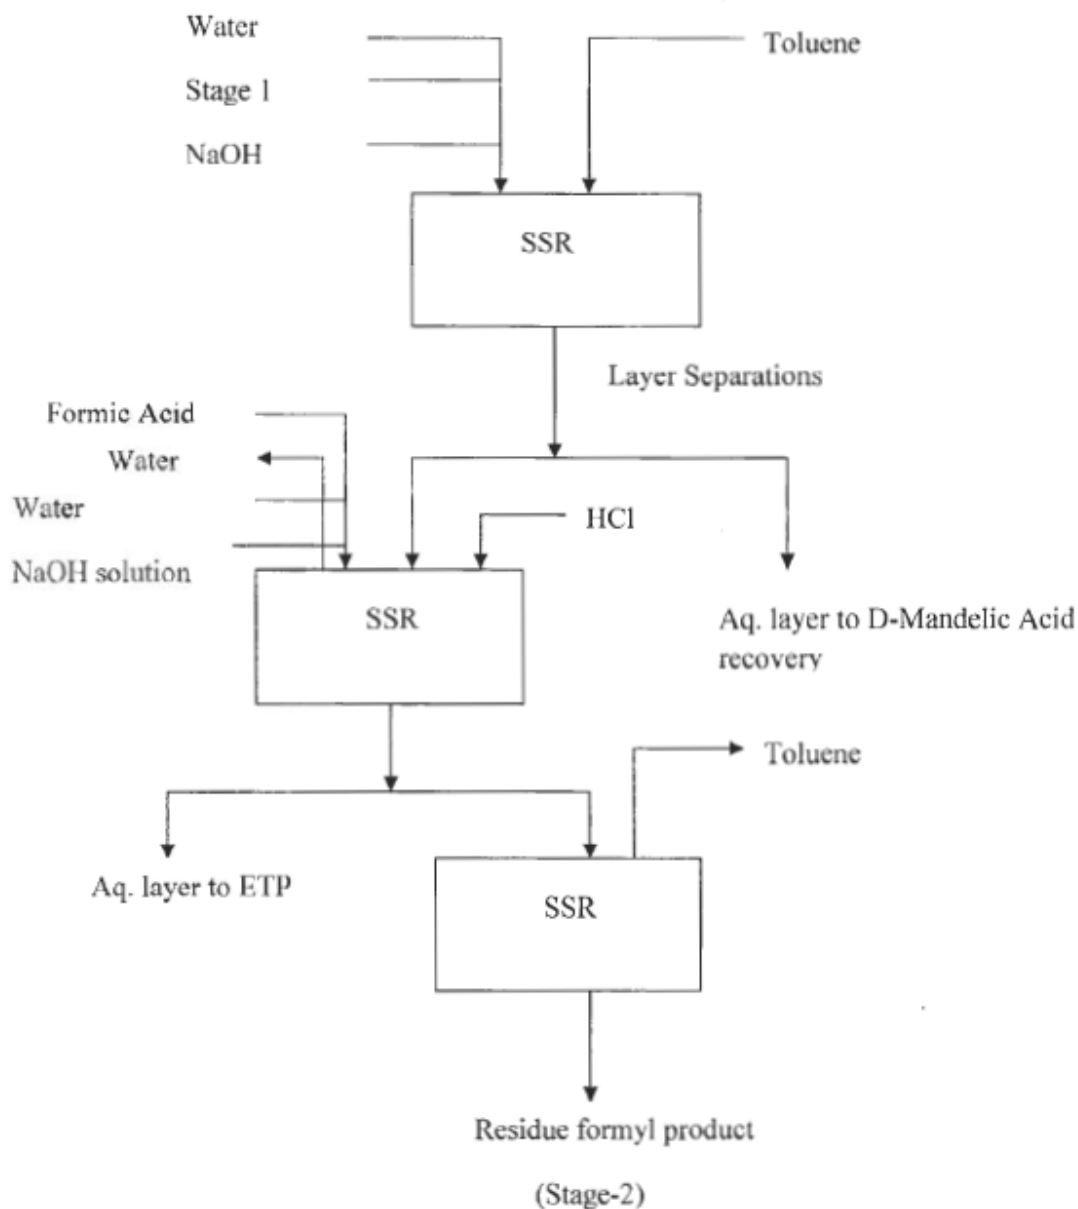 Water
Toluene
Stage 1
NaOH
SSR
Layer Separations
Formic Acid
Water
Water
HCl
NaOH solution
SSR
Aq. layer to D-Mandelic Acid
recovery
Toluene
Aq. layer to ETP
SSR
Residue formyl product
(Stage-2)